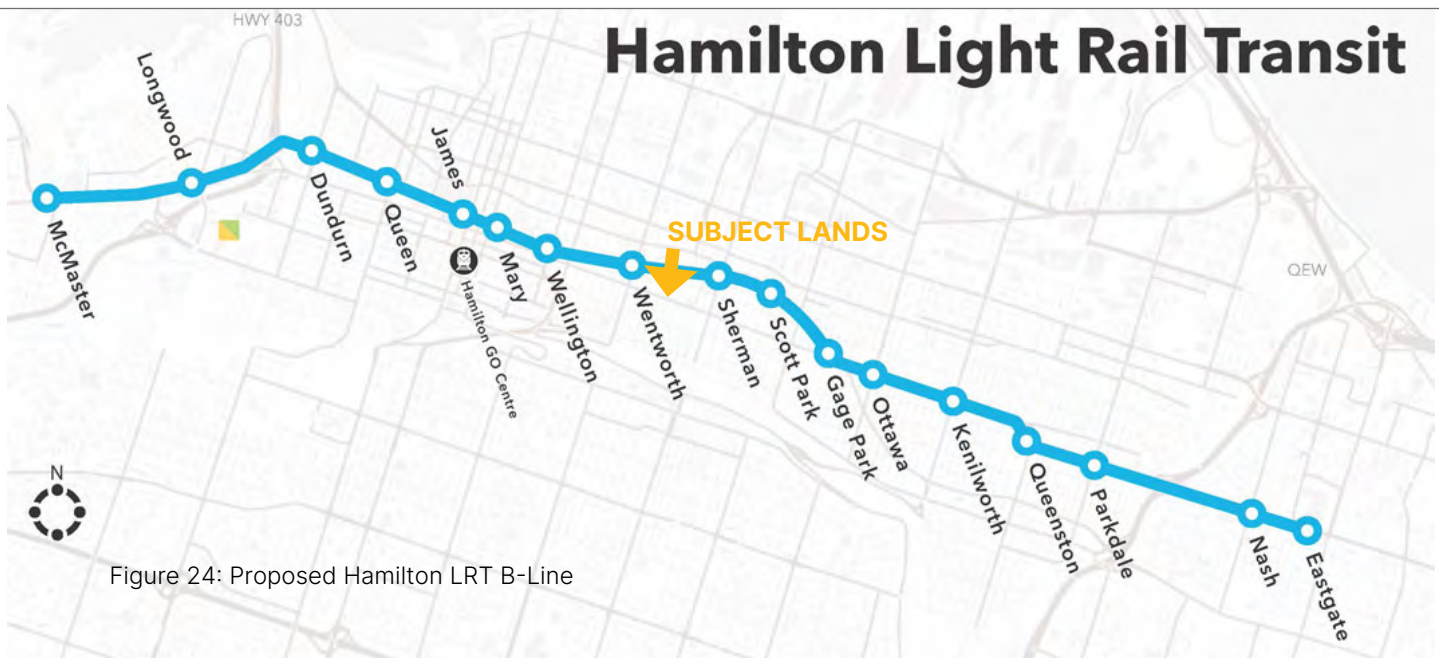 HWY 403
Hamilton Light Rail Transit
Longwood
James
McMaster
Dundurn
Queen
Hamilton GO Centre
Mary
Wellington
Wentworth
SUBJECT LANDS
Sherman
Scott Park
Gage Park
Ottawa
Kenilworth
Queenston
Parkdale
Nash
Eastgate
QEW
N
Figure 24: Proposed Hamilton LRT B-Line